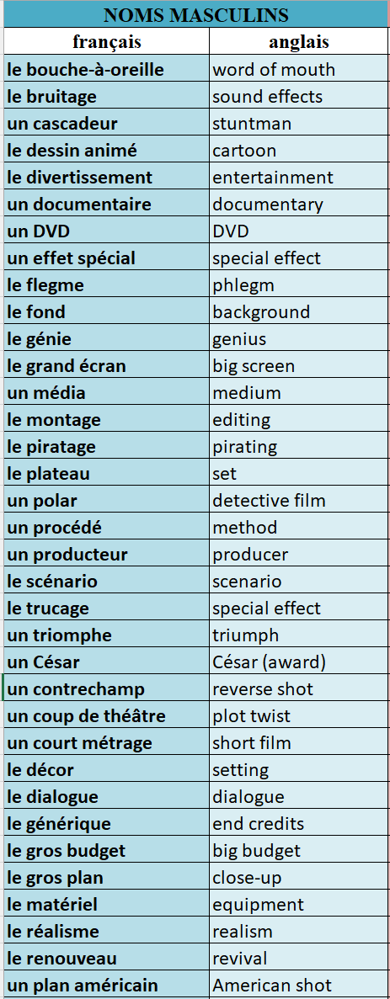 NOMS MASCULINS
français anglais
le bouche-à-oreille word of mouth
le bruitage sound effects
un cascadeur stuntman
le dessin animé cartoon
le divertissement entertainment
un documentaire documentary
un DVD DVD
un effet spécial special effect
le flegme phlegm
le fond background
le génie genius
le grand écran big screen
un média medium
le montage editing
le piratage pirating
le plateau set
un polar detective film
un procédé method
un producteur producer
le scénario scenario
le trucage special effect
un triomphe triumph
un César César (award)
un contrechamp reverse shot
un coup de théâtre plot twist
un court métrage short film
le décor setting
le dialogue dialogue
le générique end credits
le gros budget big budget
le gros plan close-up
le matériel equipment
le réalisme realism
le renouveau revival
un plan américain American shot